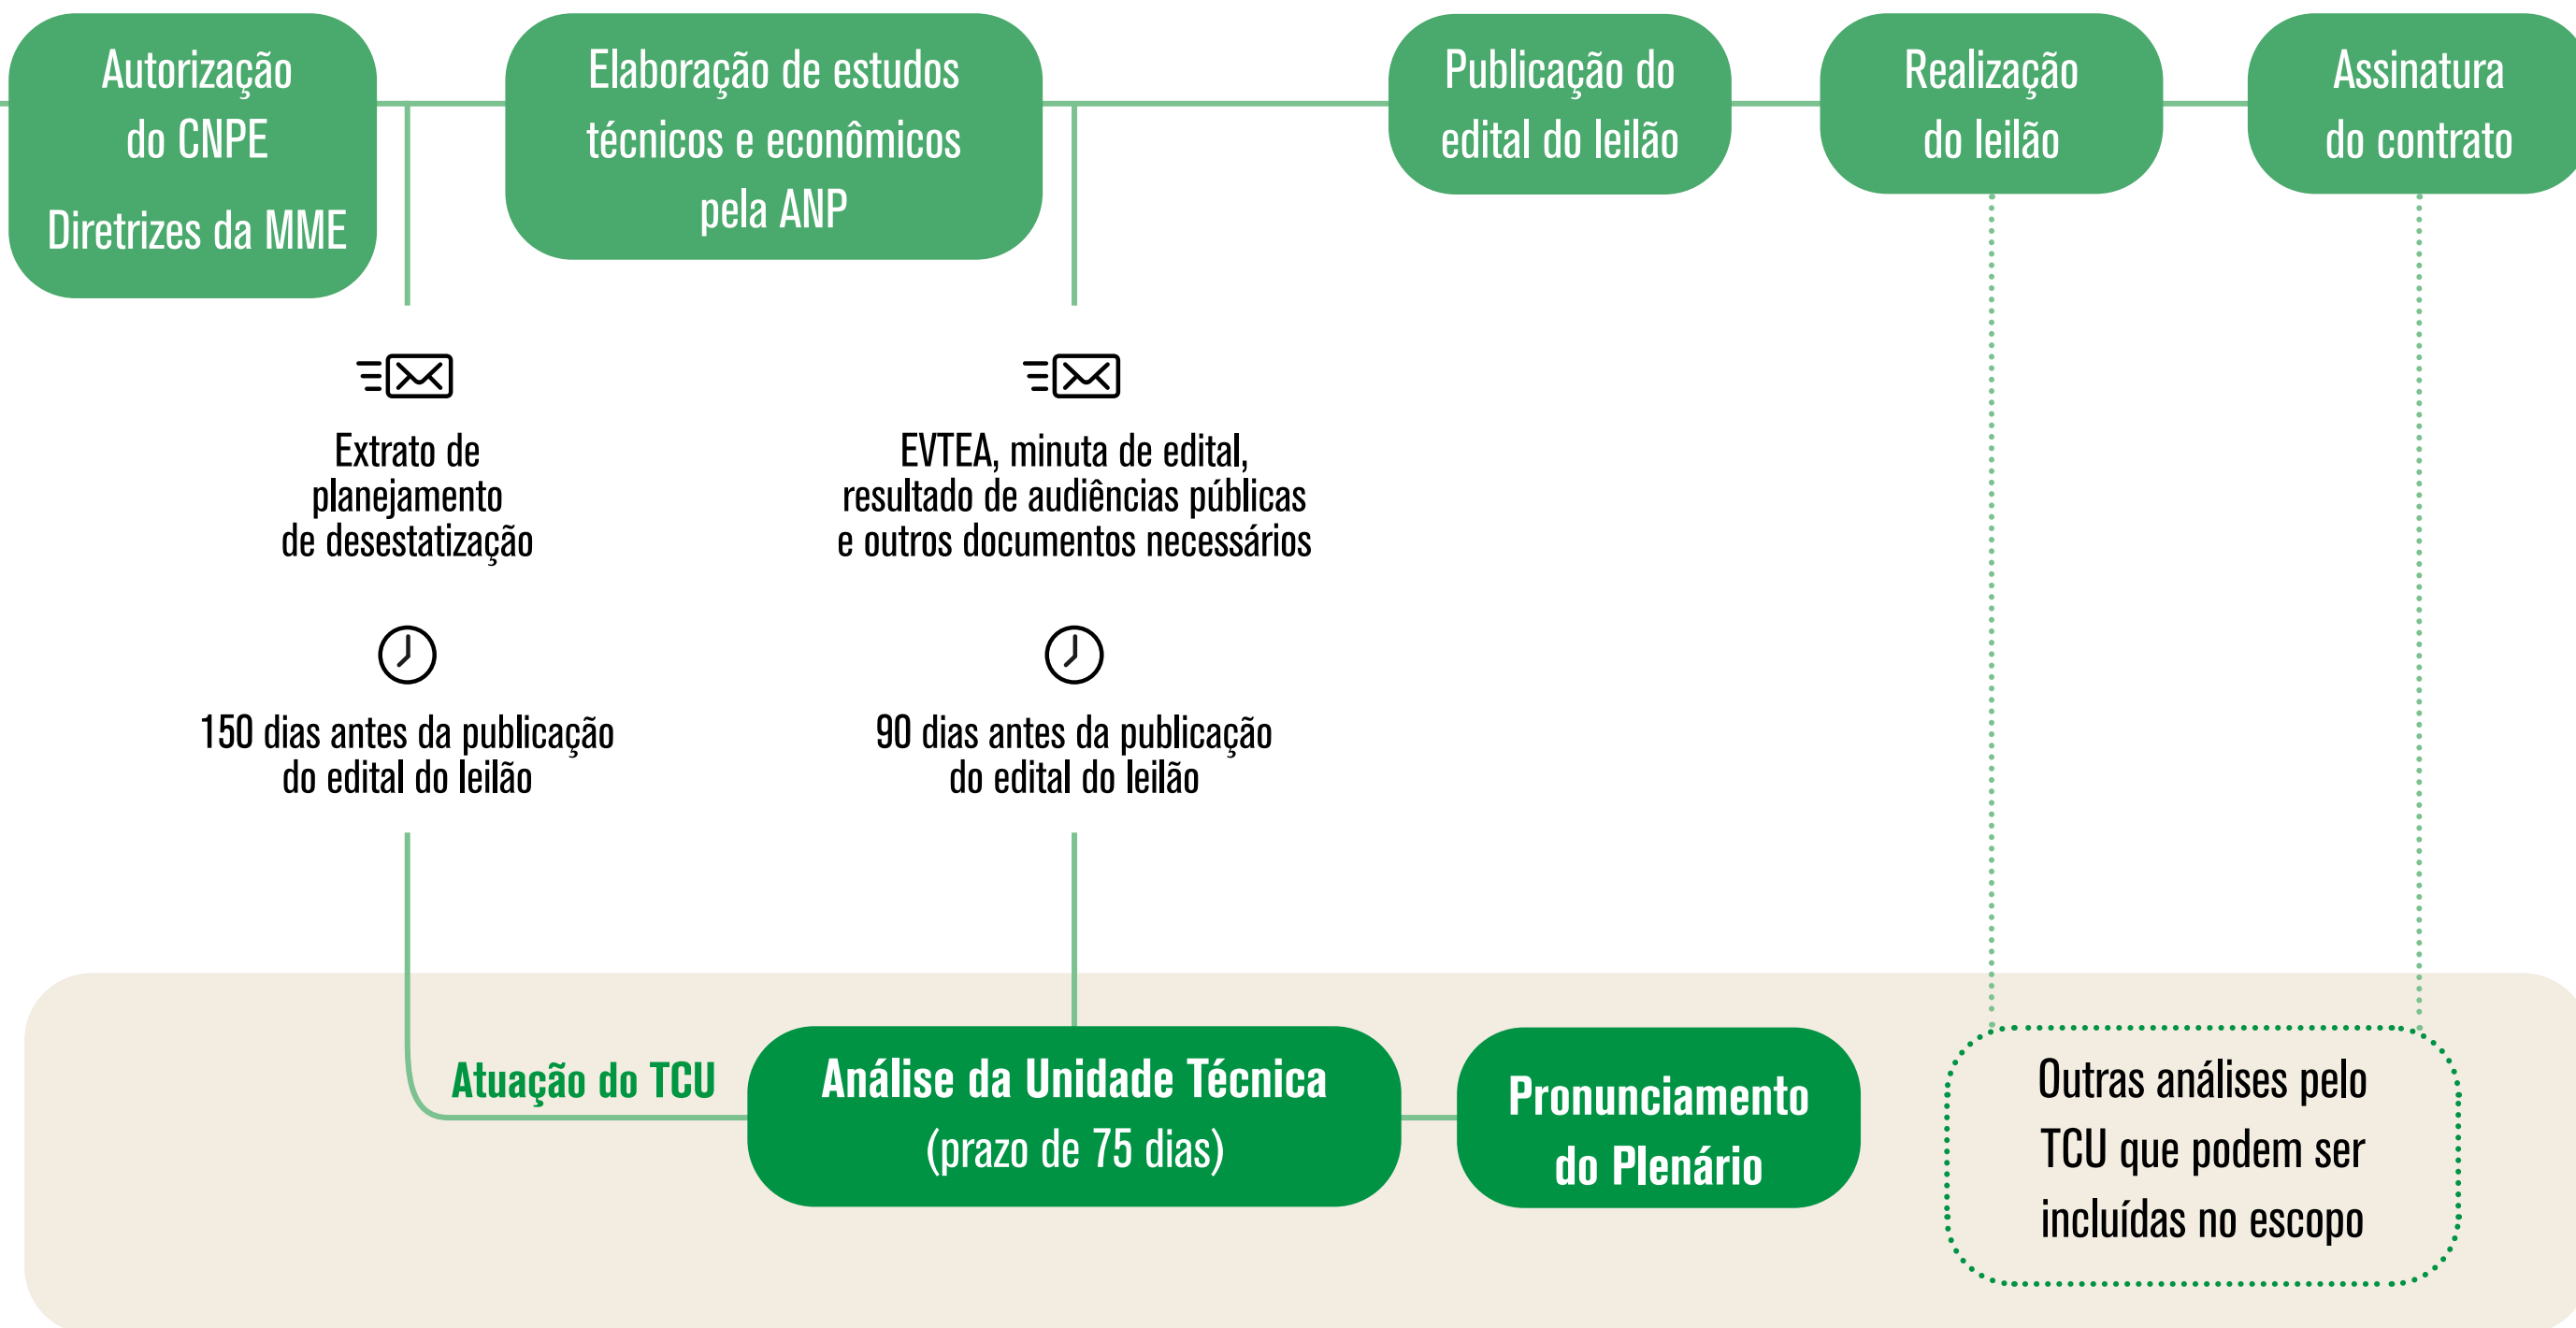 Autorização
do CNPE
Diretrizes da MME
Elaboração de estudos
técnicos e econômicos
pela ANP
Publicação do
edital do leilão
Realização
do leilão
Assinatura
do contrato
Extrato de
planejamento
de desestatização
150 dias antes da publicação
do edital do leilão
EVTEA, minuta de edital,
resultado de audiências públicas
e outros documentos necessários
90 dias antes da publicação
do edital do leilão
Atuação do TCU
Análise da Unidade Técnica
(prazo de 75 dias)
Pronunciamento
do Plenário
Outras análises pelo
TCU que podem ser
incluídas no escopo